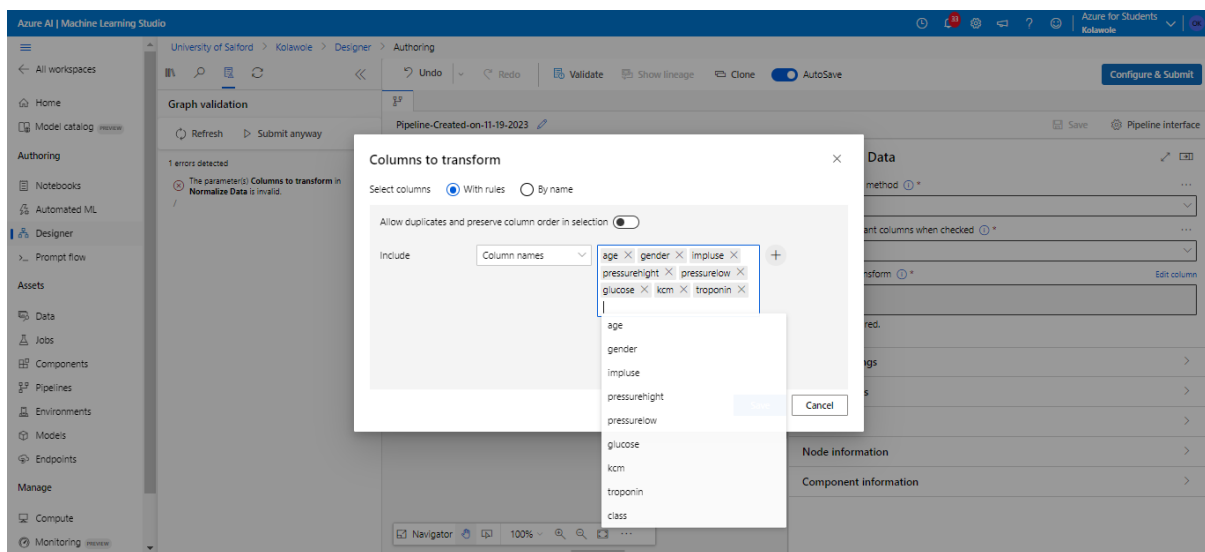 Azure AI | Machine Learning Studio
33
Azure for Students
Kolawole
OK
All workspaces
Home
Model catalog PREVIEW
Authoring
Notebooks
Automated ML
Designer
Prompt flow
Assets
Data
Jobs
Components
Pipelines
Environments
Models
Endpoints
Manage
Compute
Monitoring PREVIEW
University of Salford > Kolawole > Designer > Authoring
Undo
Redo
Validate
Show lineage
Clone
AutoSave
Configure & Submit
Graph validation
Refresh
Submit anyway
1 errors detected
The parameter(s) Columns to transform in
Normalize Data is invalid.
/
Pipeline-Created-on-11-19-2023
Save
Pipeline interface
Columns to transform
Select columns
With rules
By name
Allow duplicates and preserve column order in selection
Include
Column names
age gender impluse
pressurehight pressurelow
glucose kcm troponin
age
gender
impluse
pressurehight
pressurelow
glucose
kcm
troponin
class
Save
Cancel
Data
method *
ant columns when checked *
nsform *
Edit column
red.
ngs
s
Node information
Component information
Navigator
100%